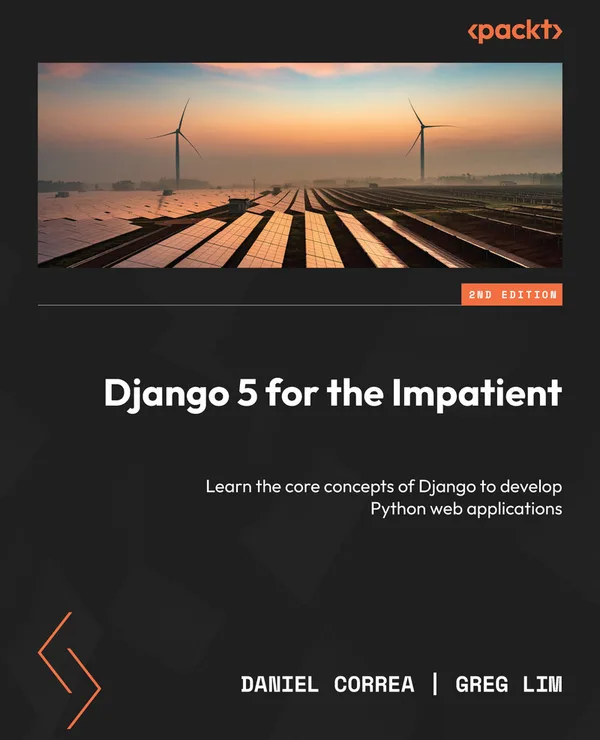 <packt>
2ND EDITION
Django 5 for the Impatient
Learn the core concepts of Django to develop
Python web applications
DANIEL CORREA | GREG LIM